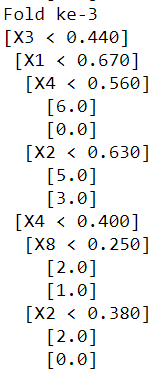 Fold ke-3
[X3 < 0.440]
 [X1 < 0.670]
  [X4 < 0.560]
    [6.0]
    [0.0]
  [X2 < 0.630]
    [5.0]
    [3.0]
 [X4 < 0.400]
  [X8 < 0.250]
    [2.0]
    [1.0]
  [X2 < 0.380]
    [2.0]
    [0.0]